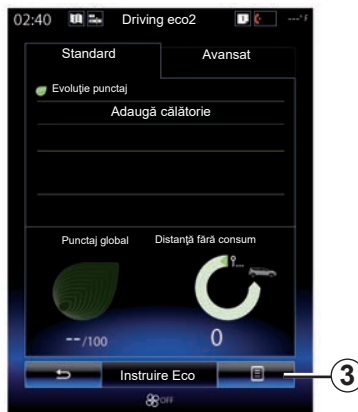 02:40 Driving eco2 ---°F
Standard Avansat
Evoluţie punctaj
Adaugă călătorie
Punctaj global Distanţă fără consum
--/100 0
Instruire Eco
3
OFF